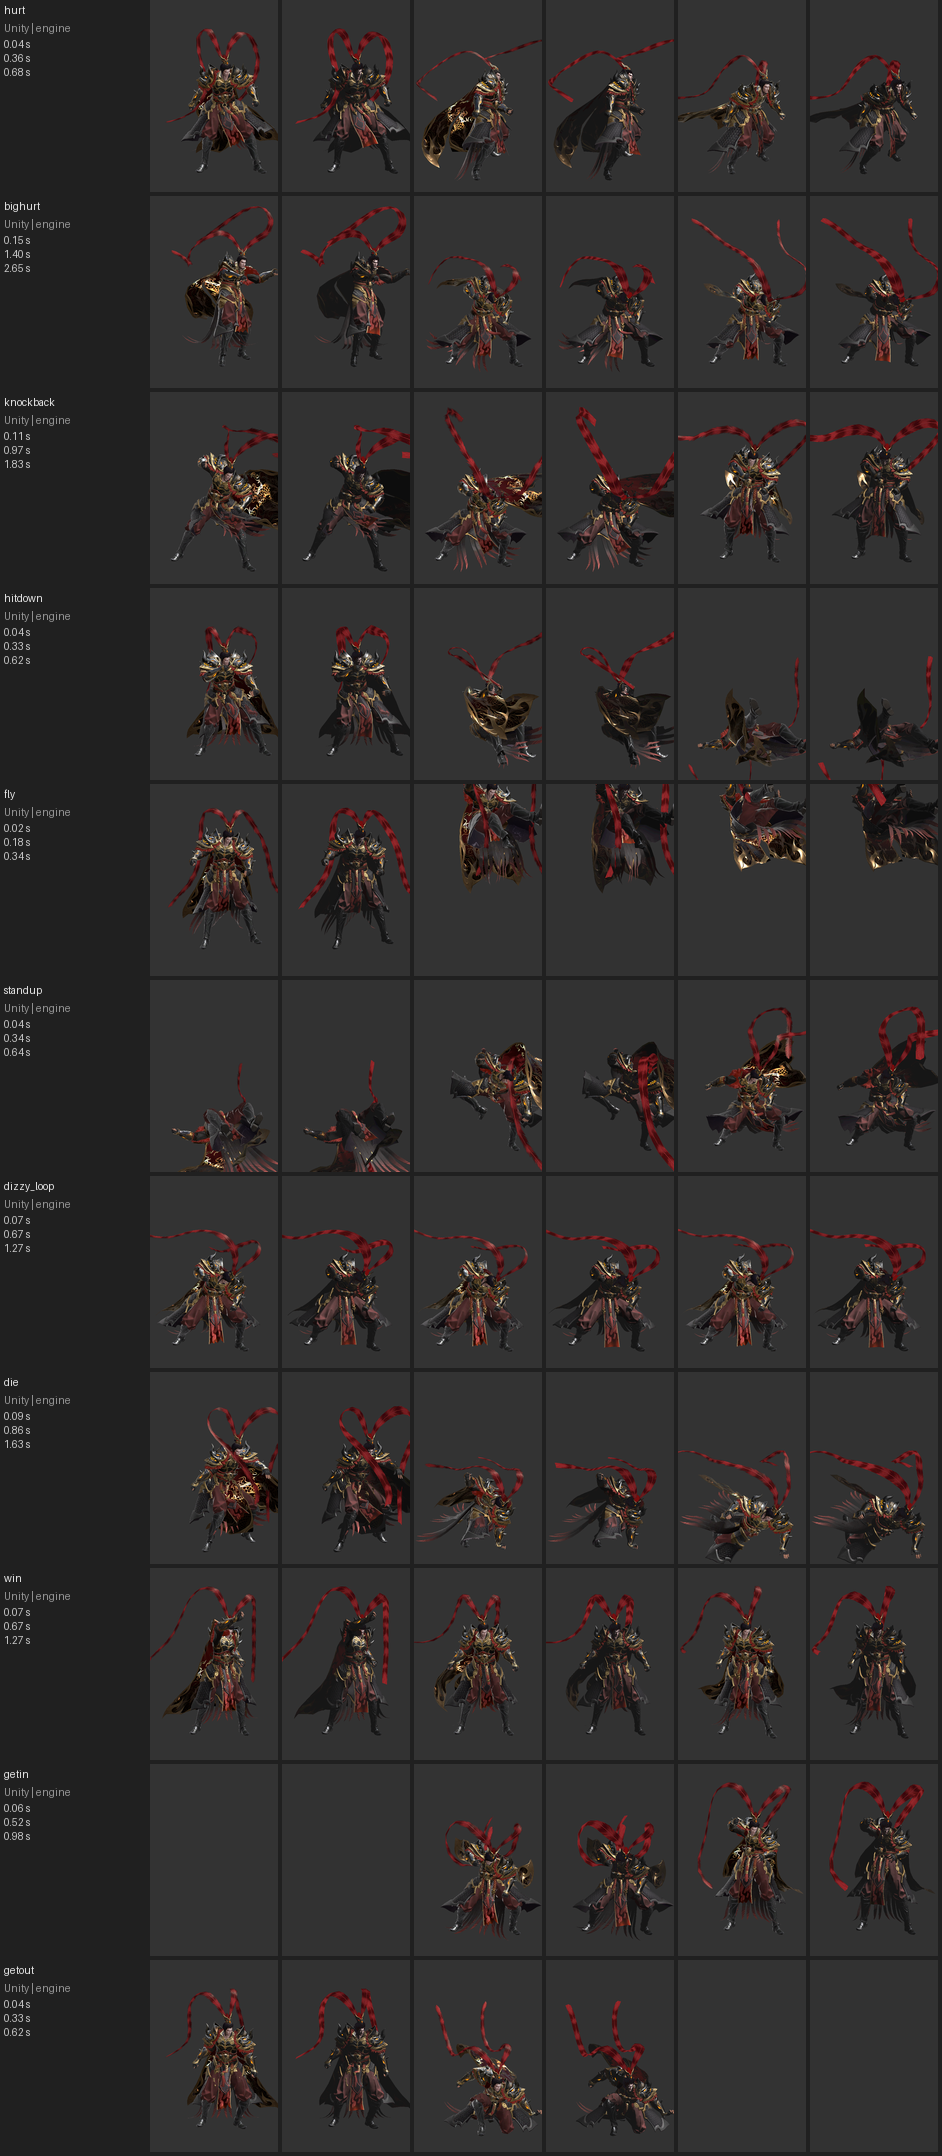 hurt
Unity | engine
0.04 s
0.36 s
0.68 s
bighurt
Unity | engine
0.15 s
1.40 s
2.65 s
knockback
Unity | engine
0.11 s
0.97 s
1.83 s
hitdown
Unity | engine
0.04 s
0.33 s
0.62 s
fly
Unity | engine
0.02 s
0.18 s
0.34 s
standup
Unity | engine
0.04 s
0.34 s
0.64 s
dizzy_loop
Unity | engine
0.07 s
0.67 s
1.27 s
die
Unity | engine
0.09 s
0.86 s
1.63 s
win
Unity | engine
0.07 s
0.67 s
1.27 s
getin
Unity | engine
0.06 s
0.52 s
0.98 s
getout
Unity | engine
0.04 s
0.33 s
0.62 s